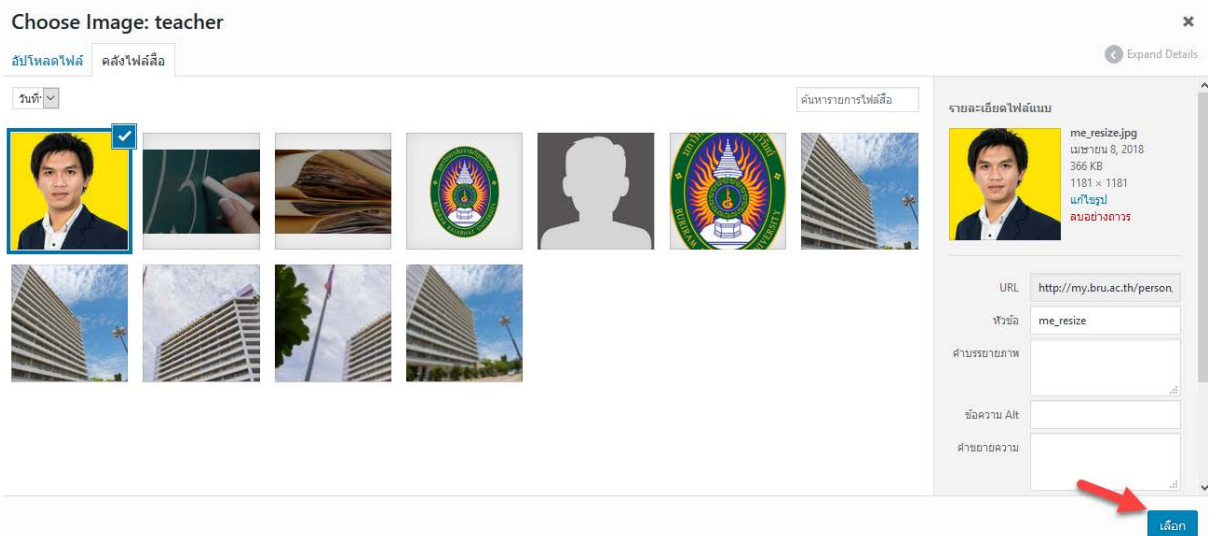 Choose Image: teacher
อัปโหลดไฟล์
คลังไฟล์สื่อ
Expand Details
วันที่
ค้นหารายการไฟล์สื่อ
รายละเอียดไฟล์แนบ
me_resize.jpg
เมษายน 8, 2018
366 KB
1181 × 1181
แก้ไขรูป
ลบอย่างถาวร
BURIRAM RAJABHAT UNIVERSITY
URL
http://my.bru.ac.th/person,
หัวข้อ
me_resize
คำบรรยายภาพ
ข้อความ Alt
คำขยายความ
เลือก